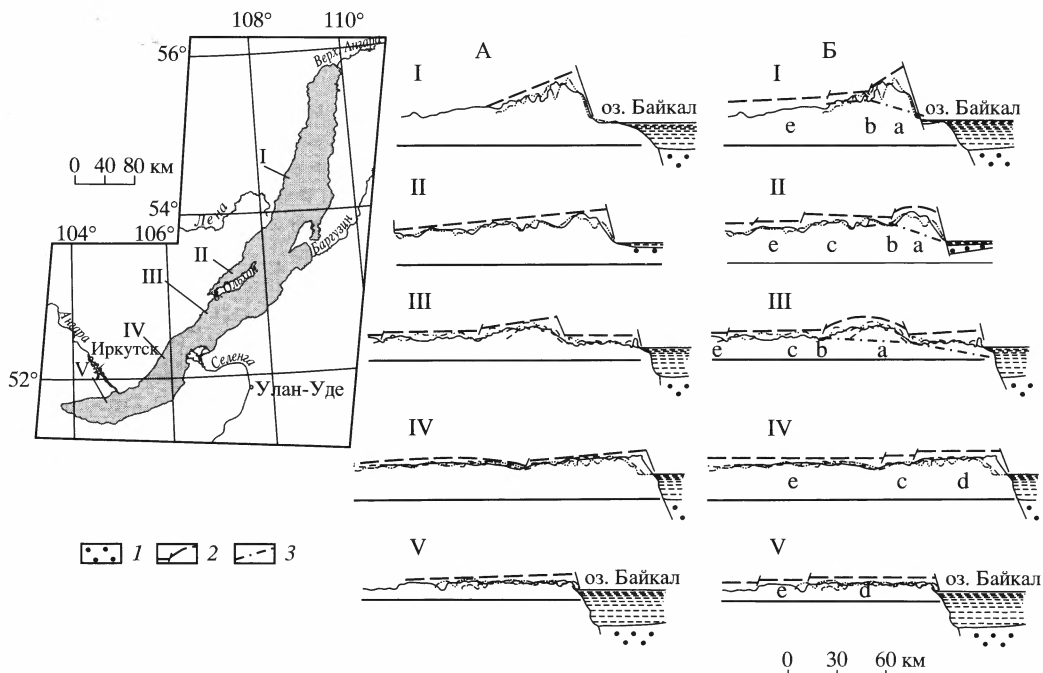 108°
110°
56°
Верх. Ангара
I
0 40 80 км
54°
Лена
Баргузин
104°
106°
II
Ольхон
III
Ангара
IV
Иркутск
Селенга
V
52°
Улан-Уде
1
2
3
А
I
II
III
IV
V
оз. Байкал
Б
I
оз. Байкал
e b a
II
e c b a
III
e c b a
IV
e c d
V
оз. Байкал
e d
0 30 60 км